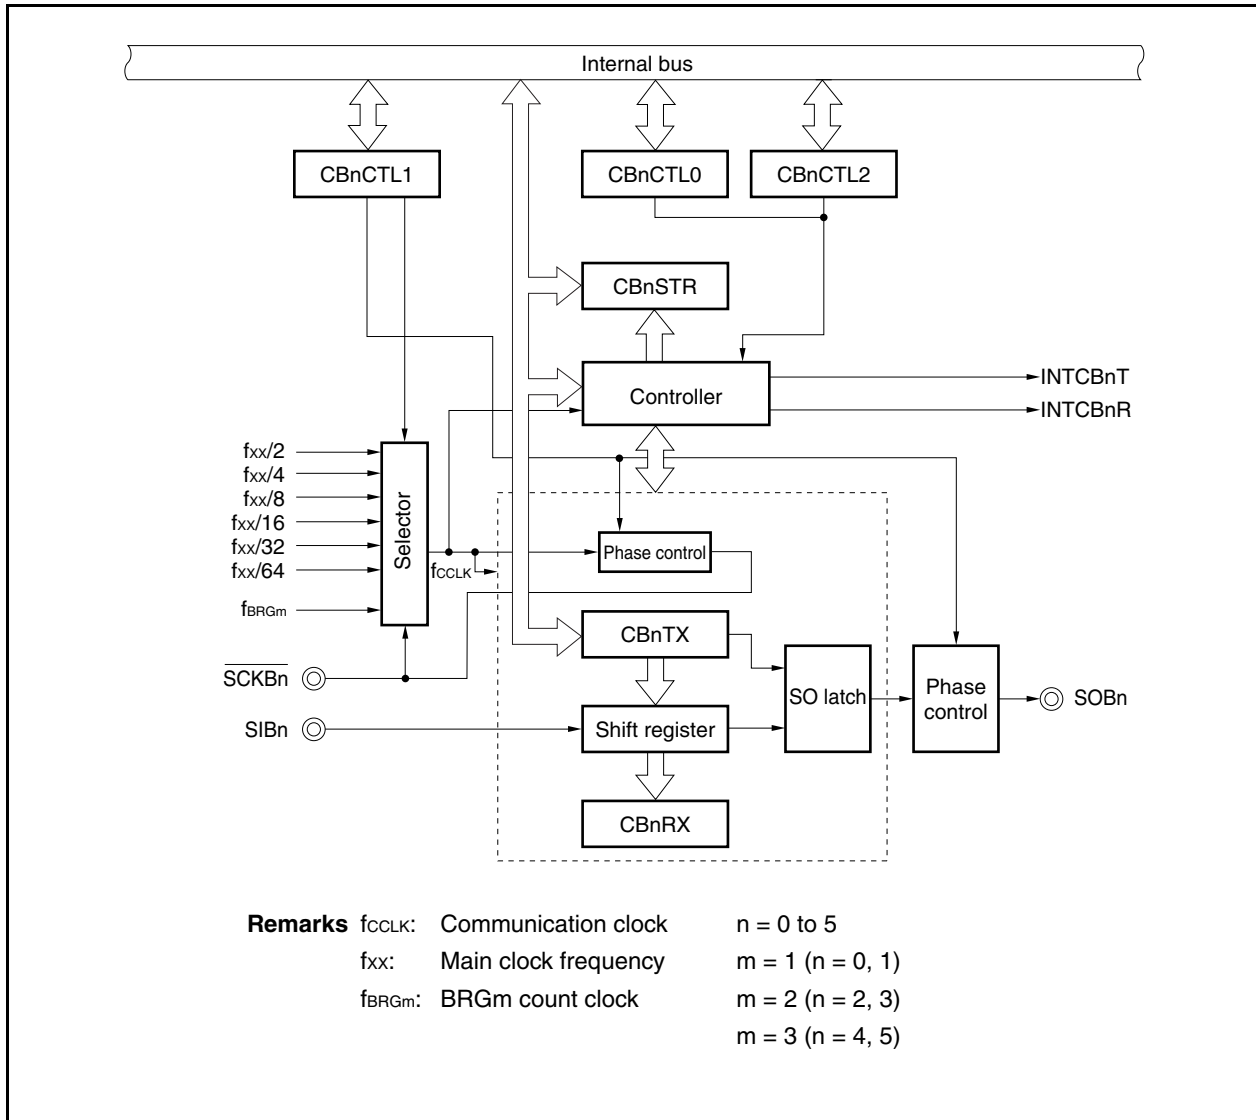 Internal bus
CBnCTL1
CBnCTL0
CBnCTL2
CBnSTR
Controller
INTCBnT
INTCBnR
fXX/2
fXX/4
fXX/8
fXX/16
fXX/32
fXX/64
fBRGm
Selector
fCCLK
Phase control
SCKBn
SIBn
CBnTX
Shift register
CBnRX
SO latch
Phase
control
SOBn
Remarks fCCLK: Communication clock n = 0 to 5
fXX: Main clock frequency m = 1 (n = 0, 1)
fBRGm: BRGm count clock m = 2 (n = 2, 3)
m = 3 (n = 4, 5)